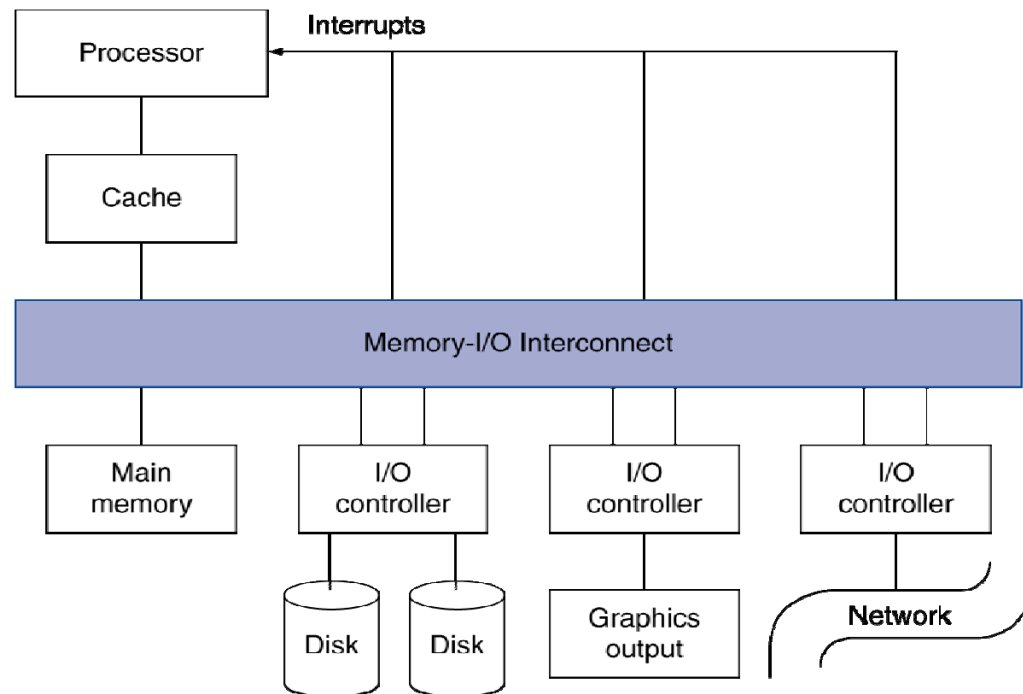 Interrupts
Processor
Cache
Memory-I/O Interconnect
Main
memory
I/O
controller
I/O
controller
I/O
controller
Disk
Disk
Graphics
output
Network